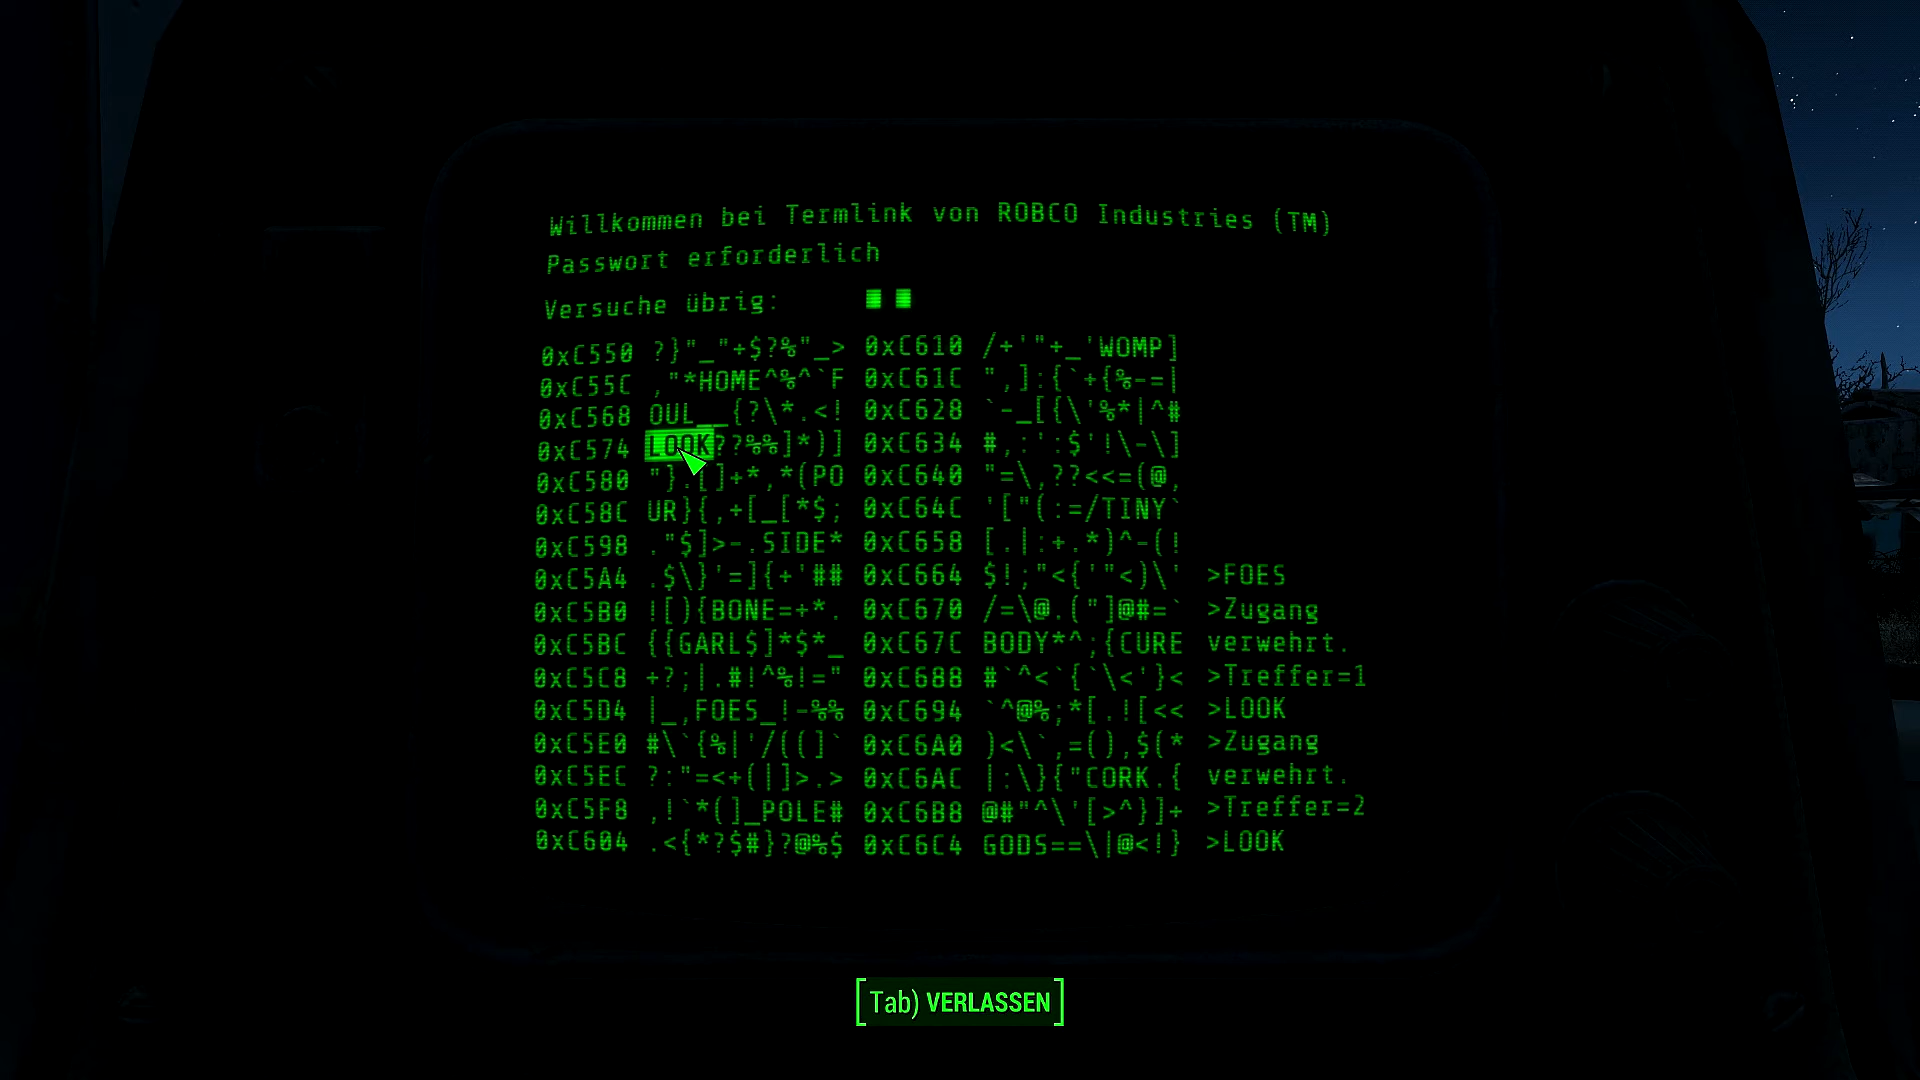 Willkommen bei Termlink von ROBCO Industries (TM)
Passwort erforderlich
Versuche übrig:
0xC550 ?}"_"+$?%"_> 0xC610 /+'"+_'WOMP]
0xC55C ,"*HOME^%^`F 0xC61C ",]:{`+{%-=|
0xC568 OUL__{?\*.<! 0xC628 `-_[{\'%*|^#
0xC574 LOOK??%%]*)] 0xC634 #,:':$'!\-\]
0xC580 "}.[]+*,*(PO 0xC640 "=\,??<<=(@,
0xC58C UR}{,+[_[*$; 0xC64C '["(:=/TINY`
0xC598 ."$]>-.SIDE* 0xC658 [.|:+.*)^-(!
0xC5A4 .$\}'=]{+'## 0xC664 $!;"<{'"<)\' >FOES
0xC5B0 ![){BONE=+*. 0xC670 /=\@.("]@#=` >Zugang
0xC5BC {{GARL$]*$*_ 0xC67C BODY*^;{CURE verwehrt.
0xC5C8 +?;|.#!^%!=" 0xC688 #`^<`{`\<'}< >Treffer=1
0xC5D4 |_,FOES_!-%% 0xC694 `^@%;*[.![<< >LOOK
0xC5E0 #\`{%|'/((]` 0xC6A0 )<\`,=(),$(* >Zugang
0xC5EC ?:"=<+(|]>.> 0xC6AC |:\}{"CORK.{ verwehrt.
0xC5F8 ,!`*(]_POLE# 0xC6B8 @#"^\'[>^}]+ >Treffer=2
0xC604 .<{*?$#}?@%$ 0xC6C4 GODS==\|@<!} >LOOK
Tab) VERLASSEN